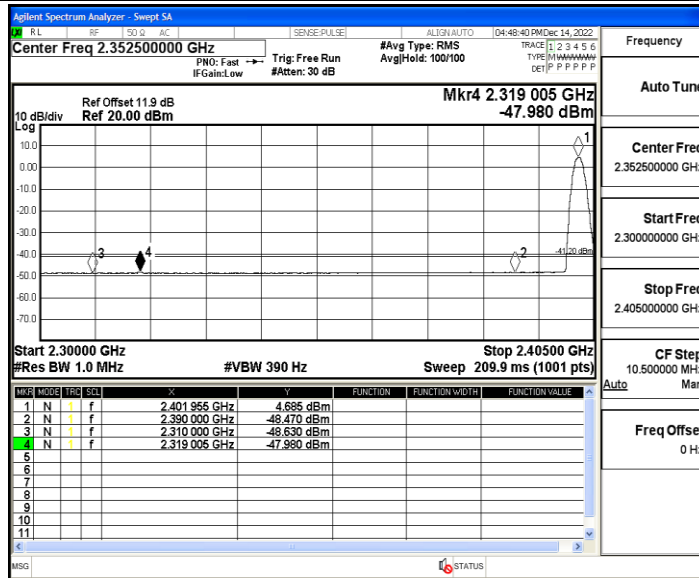 Agilent Spectrum Analyzer - Swept SA
RL RF 50 Ω AC SENSE:PULSE ALIGN AUTO 04:48:40 PM Dec 14, 2022
Center Freq 2.352500000 GHz
PNO: Fast
IFGain:Low
Trig: Free Run
#Atten: 30 dB
#Avg Type: RMS
Avg|Hold: 100/100
TRACE 1 2 3 4 5 6
TYPE MWWWWW
DET P P P P P P
Ref Offset 11.9 dB
10 dB/div Ref 20.00 dBm
Log
Mkr4 2.319 005 GHz
-47.980 dBm
10.0
0.00
-10.0
-20.0
-30.0
-40.0
-50.0
-60.0
-70.0
1
2
3
4
-41.20 dBm
Start 2.30000 GHz Stop 2.40500 GHz
#Res BW 1.0 MHz #VBW 390 Hz Sweep 209.9 ms (1001 pts)
MKR MODE TRC SCL X Y FUNCTION FUNCTION WIDTH FUNCTION VALUE
1 N 1 f 2.401 955 GHz 4.685 dBm
2 N 1 f 2.390 000 GHz -48.470 dBm
3 N 1 f 2.310 000 GHz -48.630 dBm
4 N 1 f 2.319 005 GHz -47.980 dBm
5
6
7
8
9
10
11
MSG STATUS
Frequency
Auto Tune
Center Freq
2.352500000 GHz
Start Freq
2.300000000 GHz
Stop Freq
2.405000000 GHz
CF Step
10.500000 MHz
Auto Man
Freq Offset
0 Hz